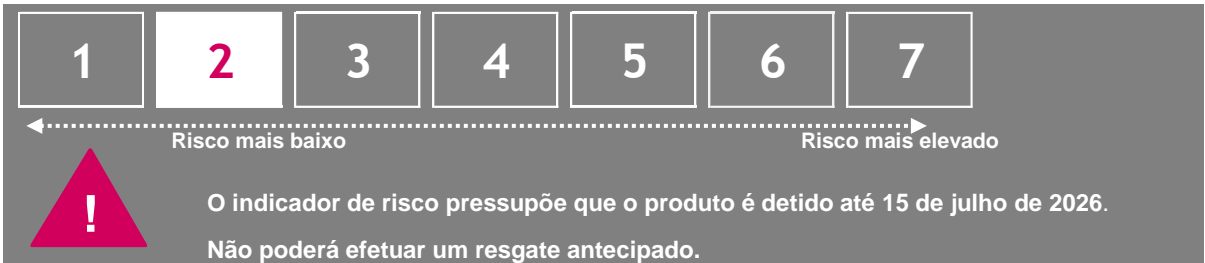 1 2 3 4 5 6 7
Risco mais baixo Risco mais elevado
! O indicador de risco pressupõe que o produto é detido até 15 de julho de 2026.
Não poderá efetuar um resgate antecipado.